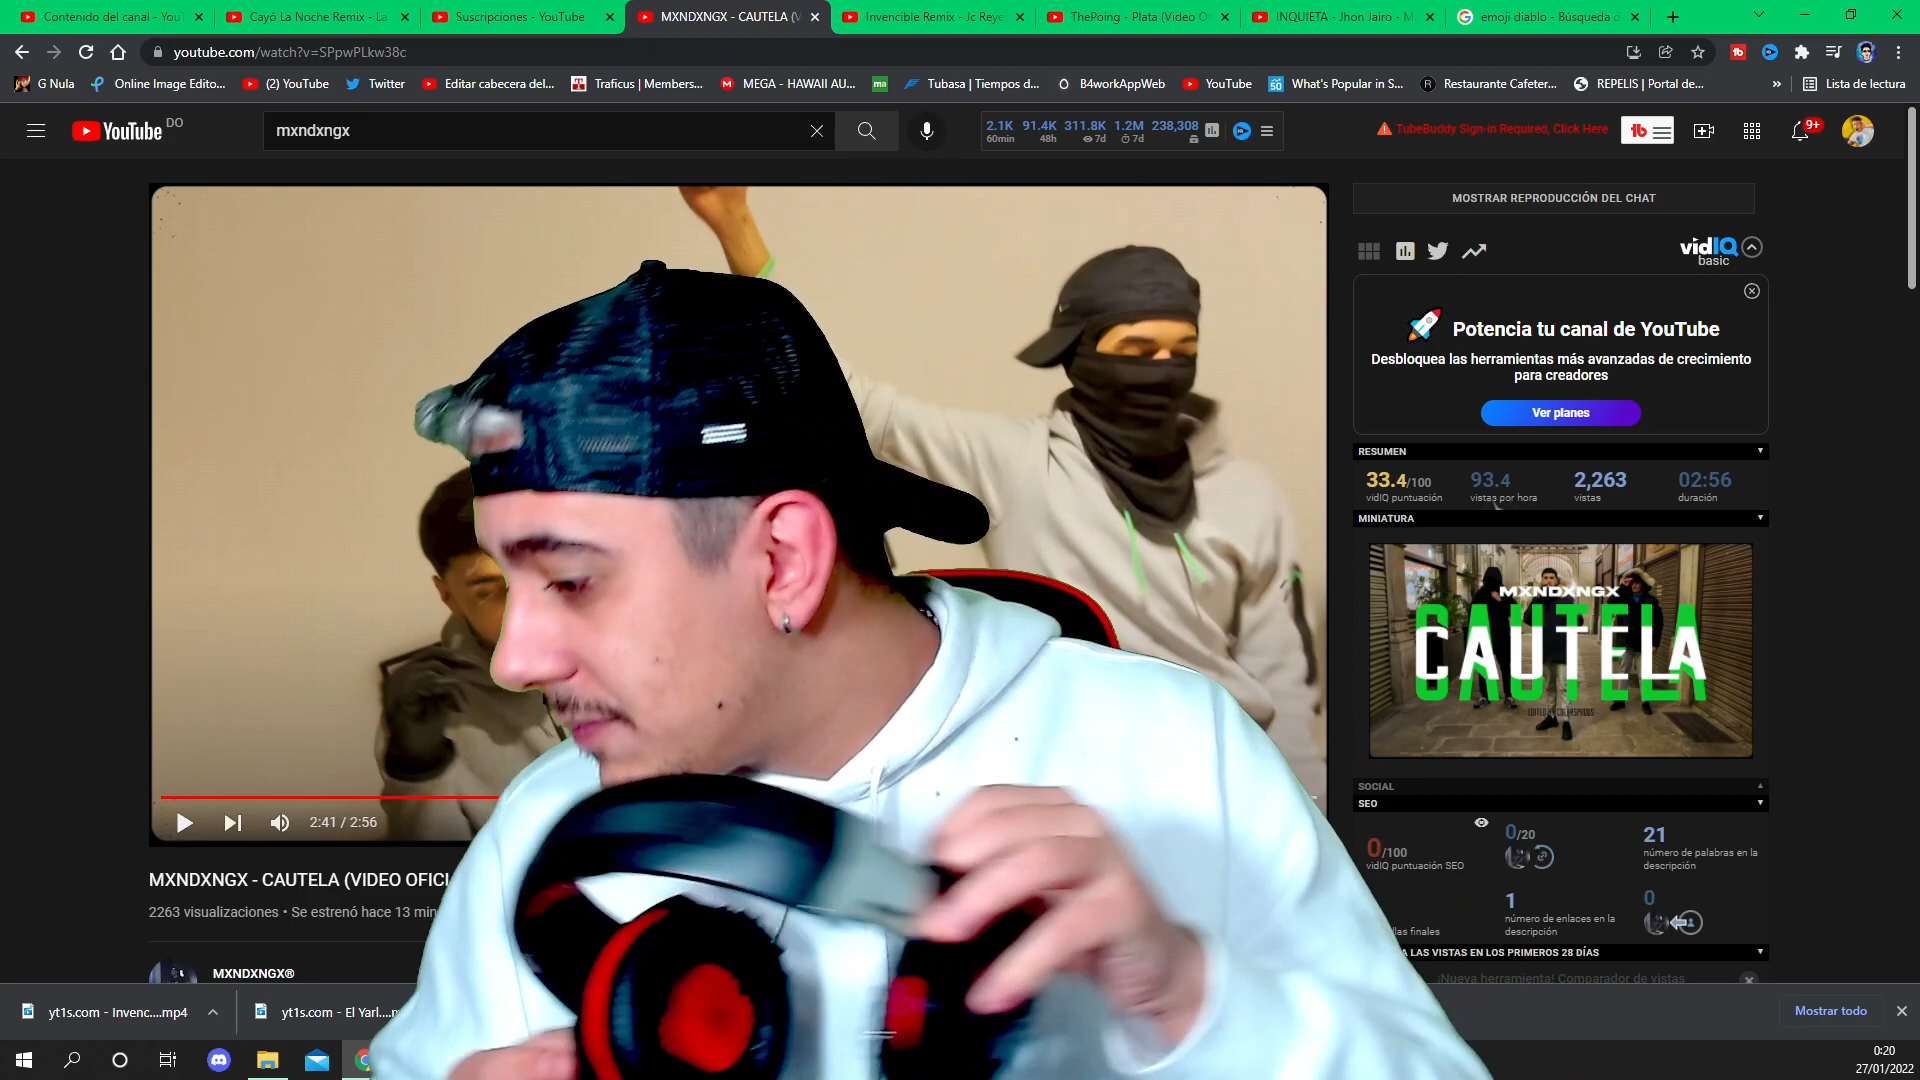 Contenido del canal - YouT
Cayó La Noche Remix - La
Suscripciones - YouTube
MXNDXNGX - CAUTELA (V
Invencible Remix - Jc Reye
ThePoing - Plata (Video Of
INQUIETA - Jhon Jairo - M
emoji diablo - Búsqueda d
youtube.com/watch?v=SPpwPLkw38c
G Nula
Online Image Edito...
(2) YouTube
Twitter
Editar cabecera del...
Traficus | Members...
MEGA - HAWAII AU...
ma
Tubasa | Tiempos d...
B4workAppWeb
YouTube
What's Popular in S...
Restaurante Cafeter...
REPELIS | Portal de...
»
Lista de lectura
YouTube DO
mxndxngx
2.1K 91.4K 311.8K 1.2M 238,308
60min 48h 7d 7d
TubeBuddy Sign-in Required, Click Here
tb
9+
MOSTRAR REPRODUCCIÓN DEL CHAT
vidIQ
basic
Potencia tu canal de YouTube
Desbloquea las herramientas más avanzadas de crecimiento
para creadores
Ver planes
RESUMEN
33.4/100 93.4 2,263 02:56
vidIQ puntuación vistas por hora vistas duración
MINIATURA
MXNDXNGX
CAUTELA
SOCIAL
SEO
0/100
vidIQ puntuación SEO
0/20
21
número de palabras en la
descripción
1
número de enlaces en la
descripción
0
llas finales
A LAS VISTAS EN LOS PRIMEROS 28 DÍAS
¡Nueva herramienta! Comparador de vistas
2:41 / 2:56
MXNDXNGX - CAUTELA (VIDEO OFICI
2263 visualizaciones • Se estrenó hace 13 min
MXNDXNGX®
yt1s.com - Invenc....mp4
yt1s.com - El Yarl....m
Mostrar todo
0:20
27/01/2022